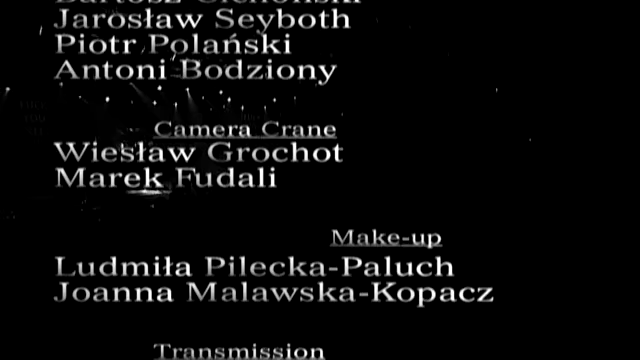 Jarosław Seyboth
Piotr Polański
Antoni Bodziony
Camera Crane
Wiesław Grochot
Marek Fudali
Make-up
Ludmiła Pilecka-Paluch
Joanna Malawska-Kopacz
Transmission